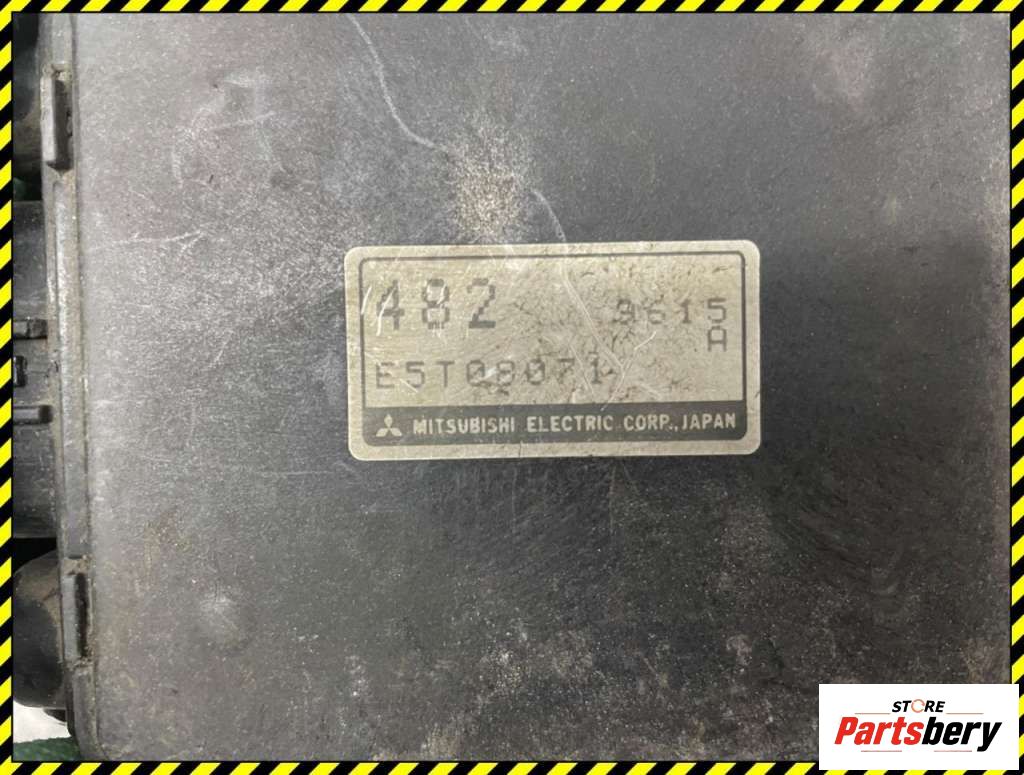 482 9615
A
E5T08071
MITSUBISHI ELECTRIC CORP., JAPAN
STORE
Partsbery